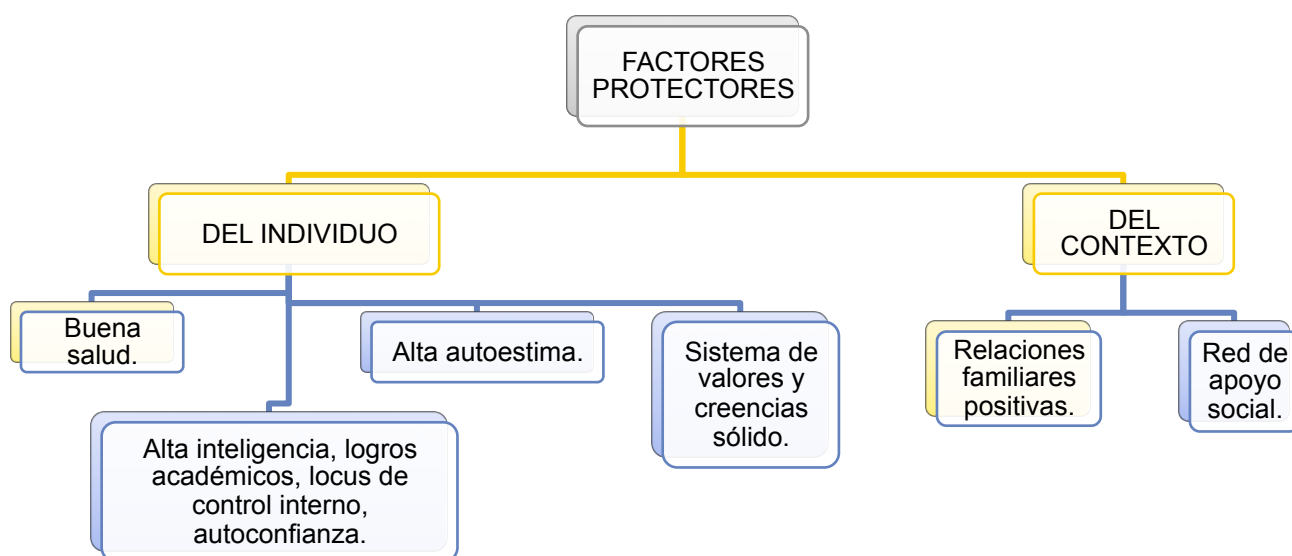 FACTORES
PROTECTORES
DEL INDIVIDUO
DEL
CONTEXTO
Buena
salud.
Alta autoestima.
Sistema de
valores y
creencias
sólido.
Relaciones
familiares
positivas.
Red de
apoyo
social.
Alta inteligencia, logros
académicos, locus de
control interno,
autoconfianza.